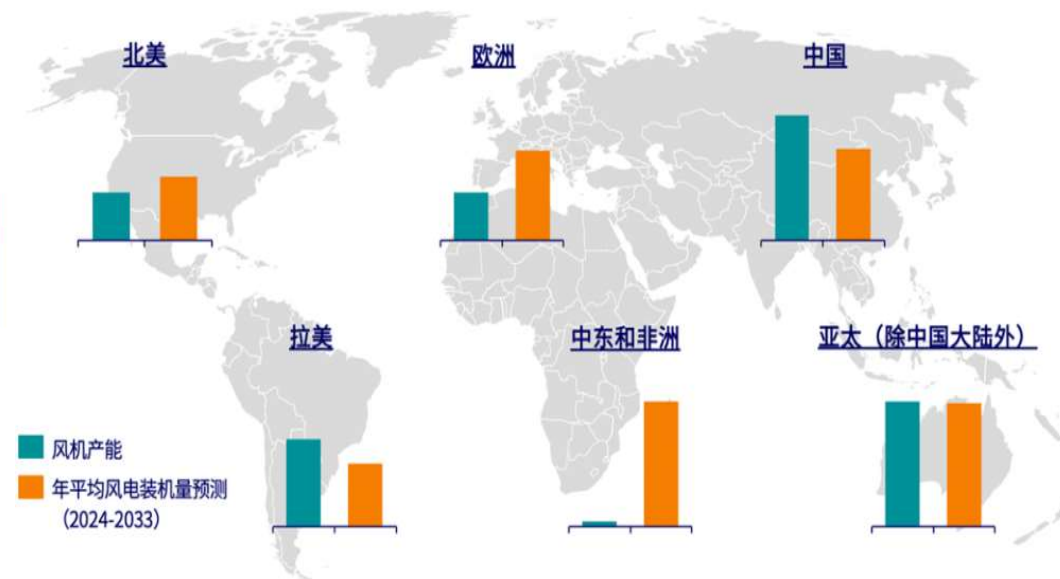 北美
欧洲
中国
拉美
中东和非洲
亚太（除中国大陆外）
风机产能
年平均风电装机量预测
（2024-2033）